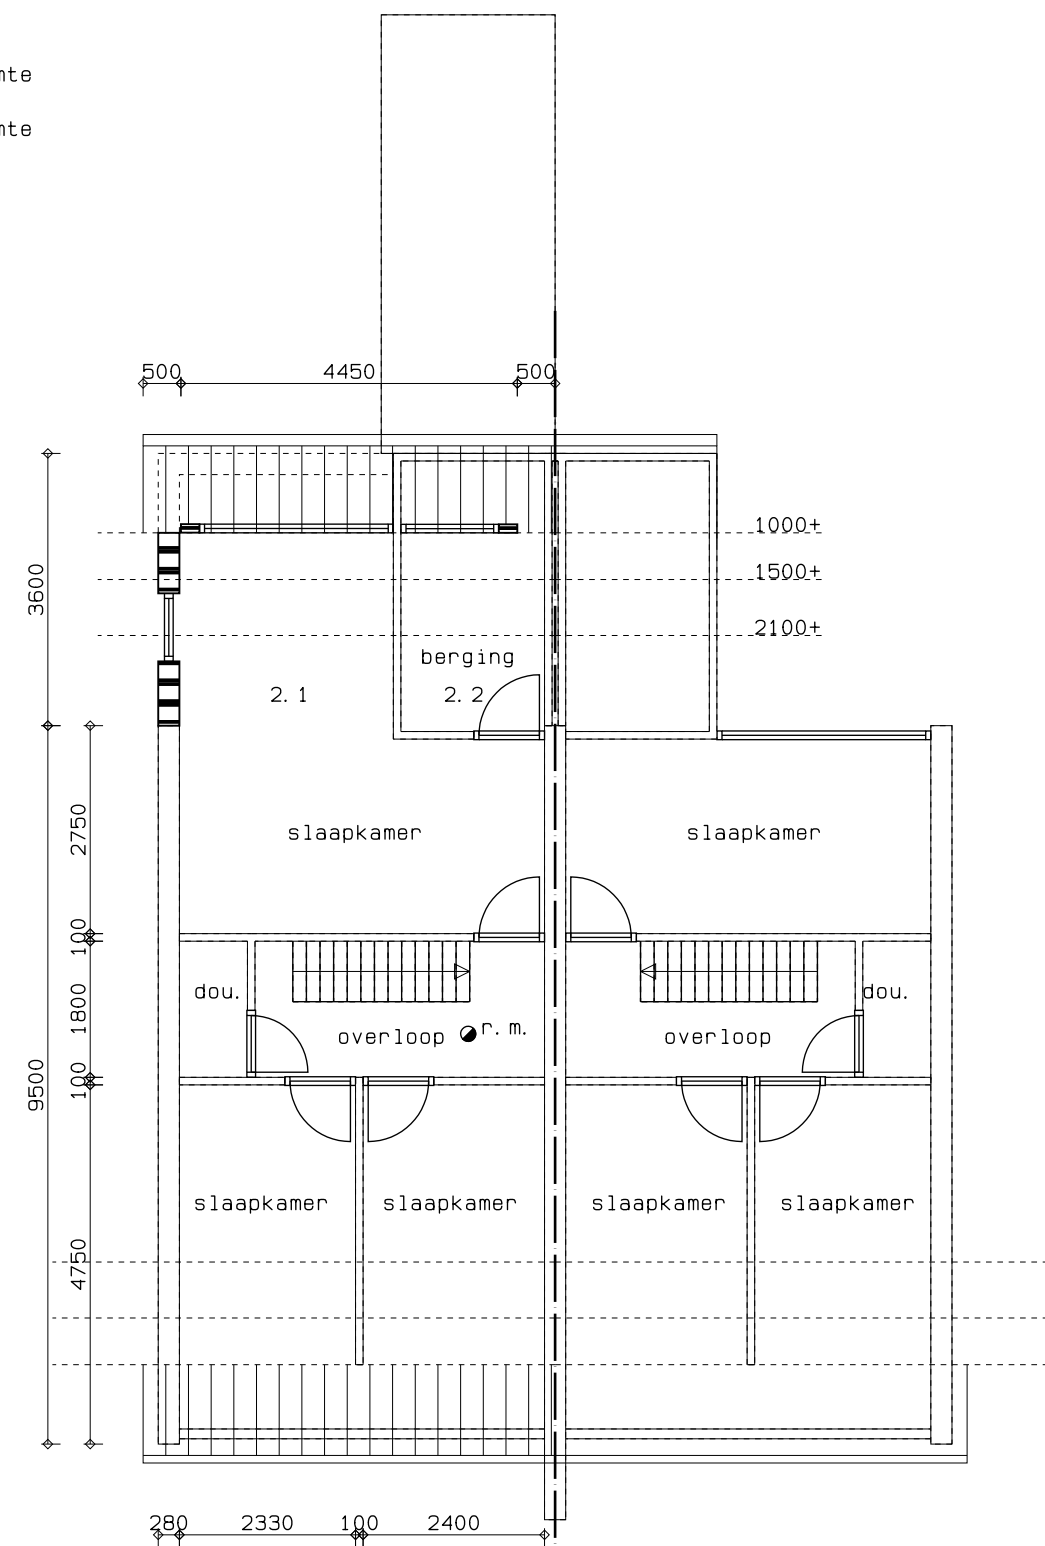 nte
nte
500 4450 500
1000+
1500+
3600
2100+
berging
2.1 2.2
2750
slaapkamer slaapkamer
100
dou. dou.
1800
overloop r.m. overloop
100
9500
slaapkamer slaapkamer slaapkamer slaapkamer
4750
280 2330 100 2400